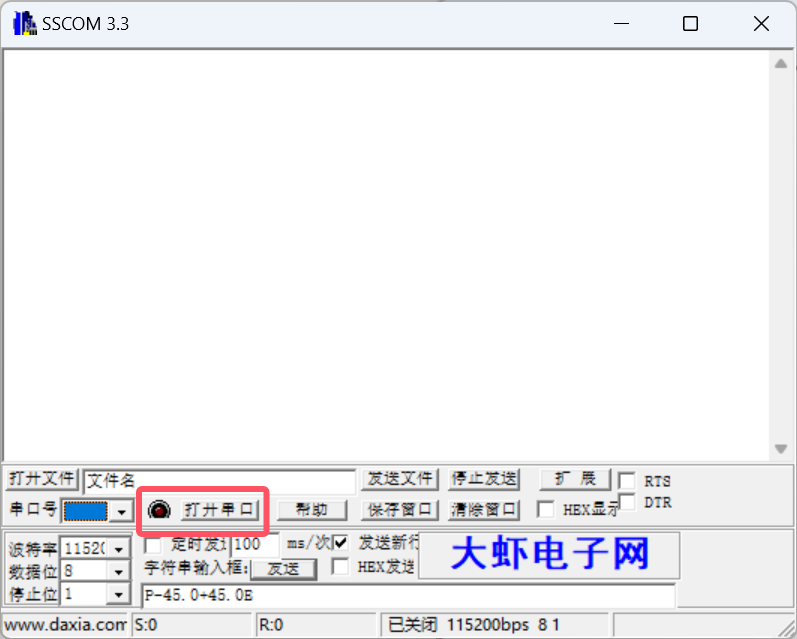 SSCOM 3.3
打开文件 文件名 发送文件 停止发送 扩 展 RTS
串口号 打开串口 帮助 保存窗口 清除窗口 HEX显示 DTR
波特率 11520 定时发送 100 ms/次 发送新行 大虾电子网
数据位 8 字符串输入框: 发送 HEX发送
停止位 1 P-45.0+45.0E
www.daxia.com S:0 R:0 已关闭 115200bps 8 1